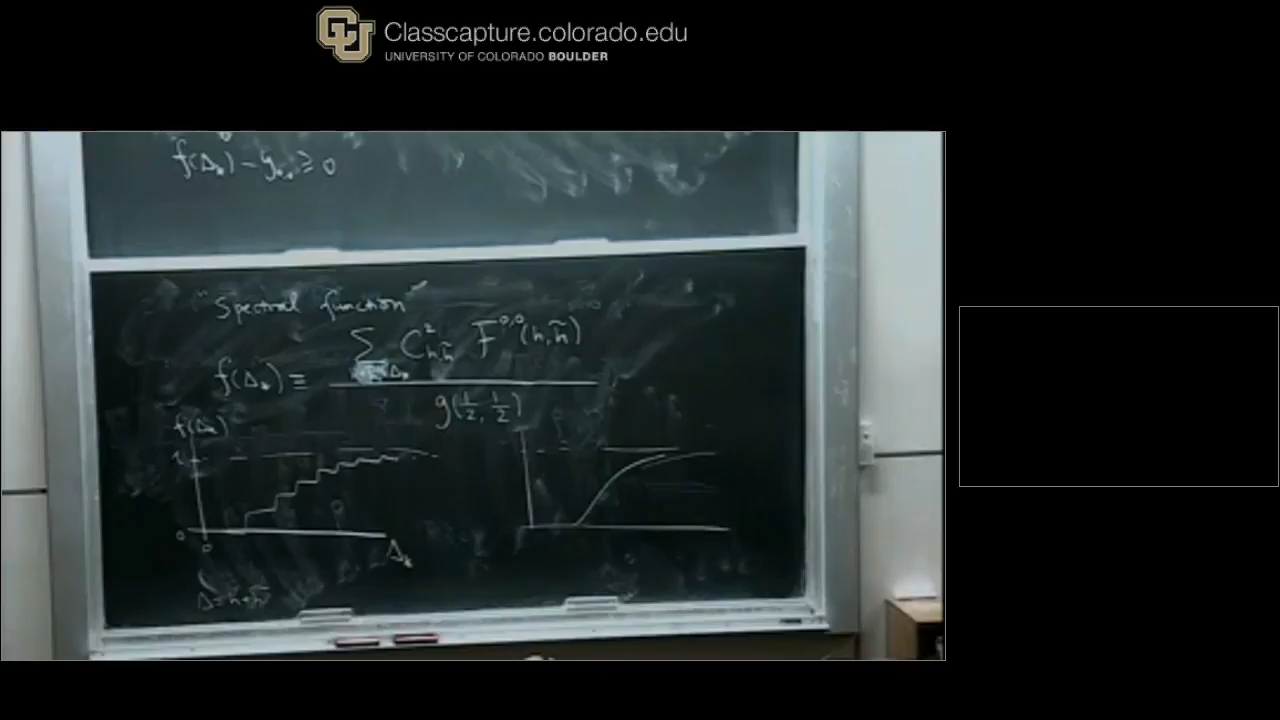 Classcapture.colorado.edu
UNIVERSITY OF COLORADO BOULDER
f(Δ*) - g ≥ 0
"Spectral function"
f(Δ*) ≡ Σ C²_{h,h̃} F^{0,0}(h,h̃) / g(½,½)
f(Δ*)
1
0
0
Δ*
Δ=h+h̃